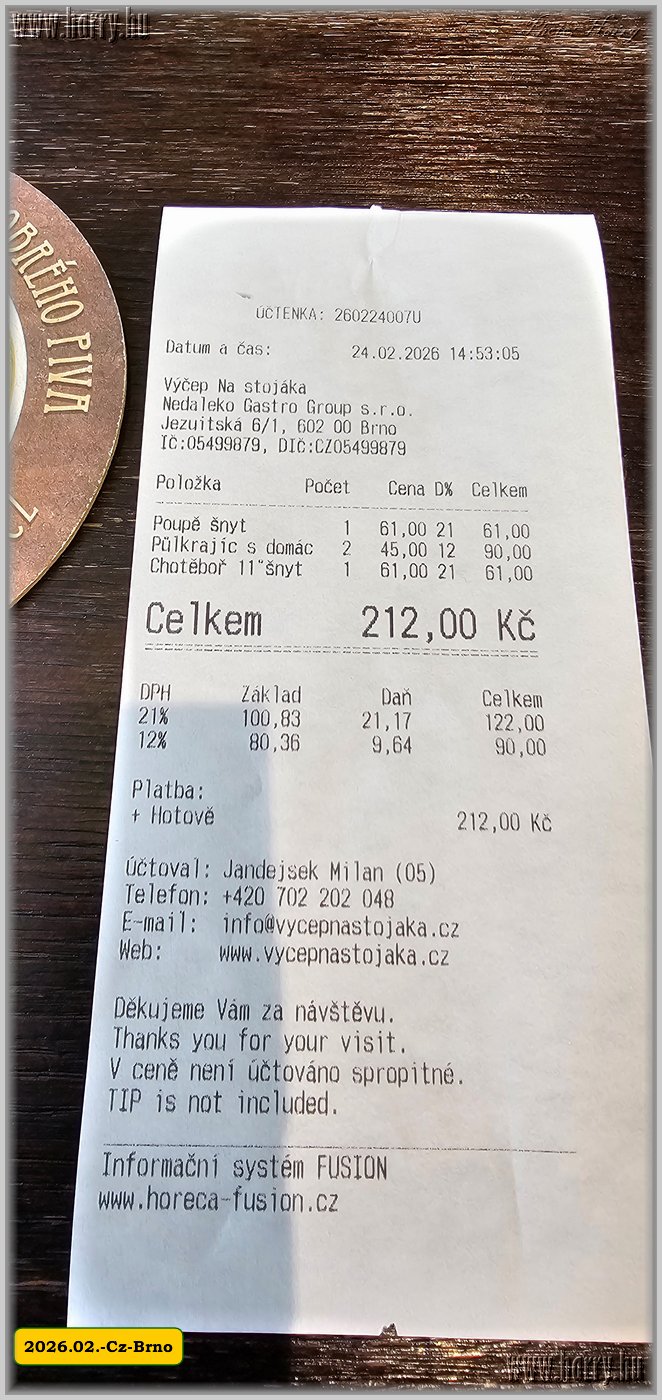 www.harry.hu
BRÉHO PIVA
ÚČTENKA: 260224007U
Datum a čas: 24.02.2026 14:53:05
Výčep Na stojáka
Nedaleko Gastro Group s.r.o.
Jezuitská 6/1, 602 00 Brno
IČ:05499879, DIČ:CZ05499879
Položka Počet Cena D% Celkem
Poupě šnyt 1 61,00 21 61,00
Půlkrajíc s domác 2 45,00 12 90,00
Chotěboř 11°šnyt 1 61,00 21 61,00
Celkem 212,00 Kč
DPH Základ Daň Celkem
21% 100,83 21,17 122,00
12% 80,36 9,64 90,00
Platba:
+ Hotově 212,00 Kč
Účtoval: Jandejsek Milan (05)
Telefon: +420 702 202 048
E-mail: info@vycepnastojaka.cz
Web: www.vycepnastojaka.cz
Děkujeme Vám za návštěvu.
Thanks you for your visit.
V ceně není účtováno spropitné.
TIP is not included.
Informační systém FUSION
www.horeca-fusion.cz
2026.02.-Cz-Brno
www.harry.hu